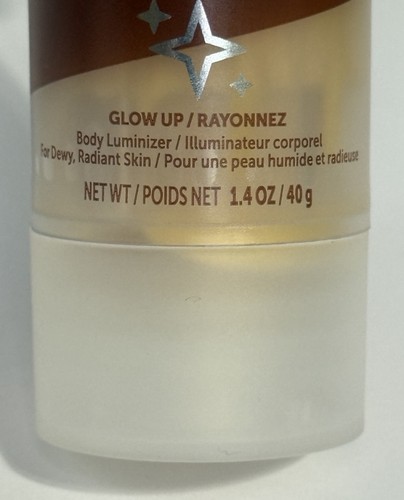 GLOW UP / RAYONNEZ
Body Luminizer / Illuminateur corporel
For Dewy, Radiant Skin / Pour une peau humide et radieuse
NET WT / POIDS NET 1.4 OZ / 40 g